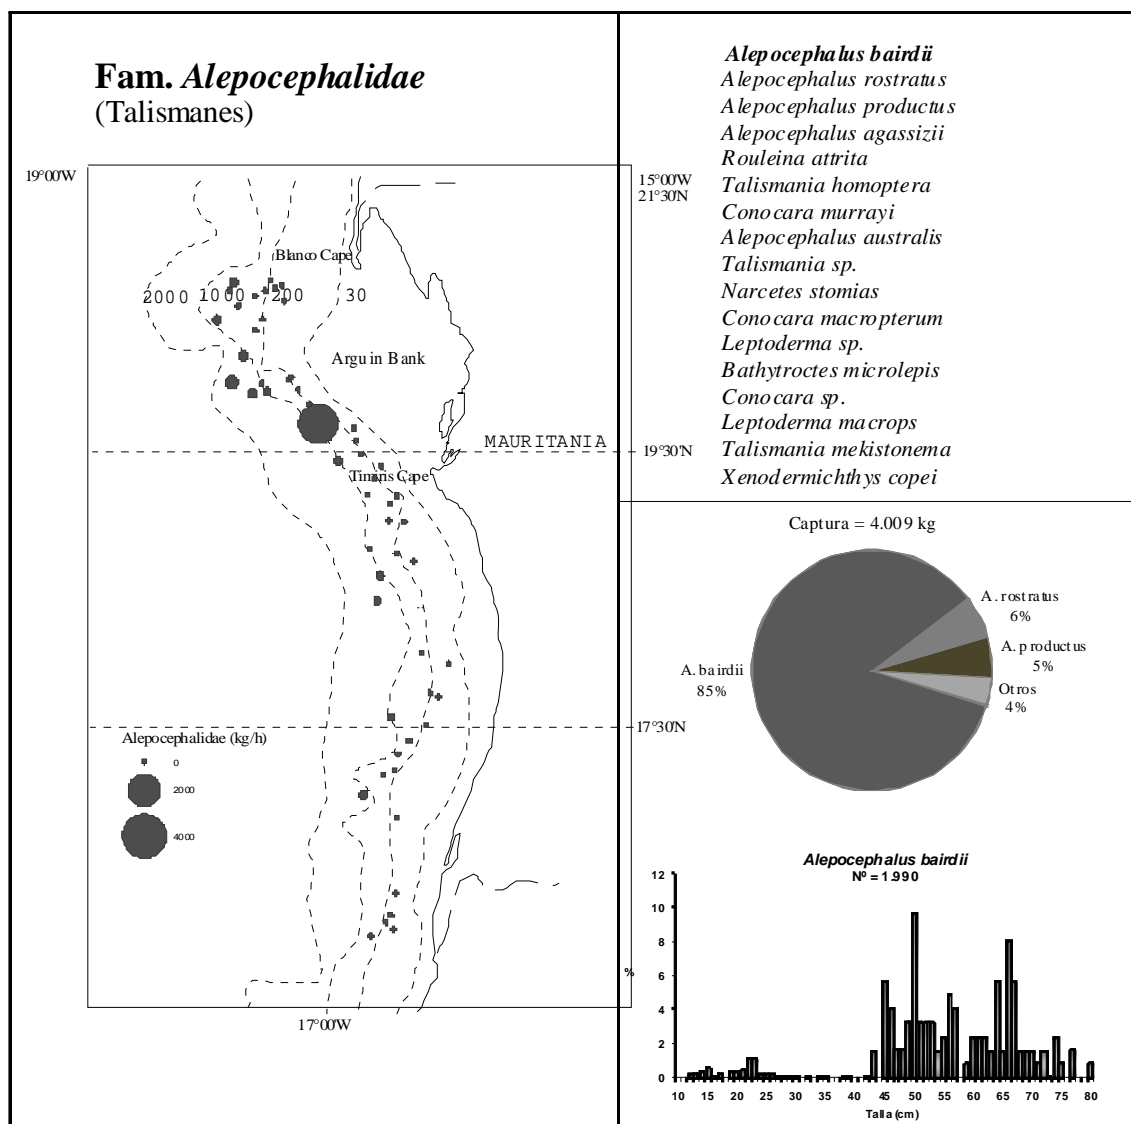 Fam. Alepocephalidae
(Talismanes)
19°00'W
15°00'W
21°30'N
Blanco Cape
2000 1000 200 30
Arguin Bank
MAURITANIA
19°30'N
Timiris Cape
17°30'N
Alepocephalidae (kg/h)
0
2000
4000
17°00'W
Alepocephalus bairdii
Alepocephalus rostratus
Alepocephalus productus
Alepocephalus agassizii
Rouleina attrita
Talismania homoptera
Conocara murrayi
Alepocephalus australis
Talismania sp.
Narcetes stomias
Conocara macropterum
Leptoderma sp.
Bathytroctes microlepis
Conocara sp.
Leptoderma macrops
Talismania mekistonema
Xenodermichthys copei
Captura = 4.009 kg
A. rostratus
6%
A. productus
5%
Otros
4%
A. bairdii
85%
Alepocephalus bairdii
Nº = 1.990
12
10
8
6
4
2
0
%
10 15 20 25 30 35 40 45 50 55 60 65 70 75 80
Talla (cm)